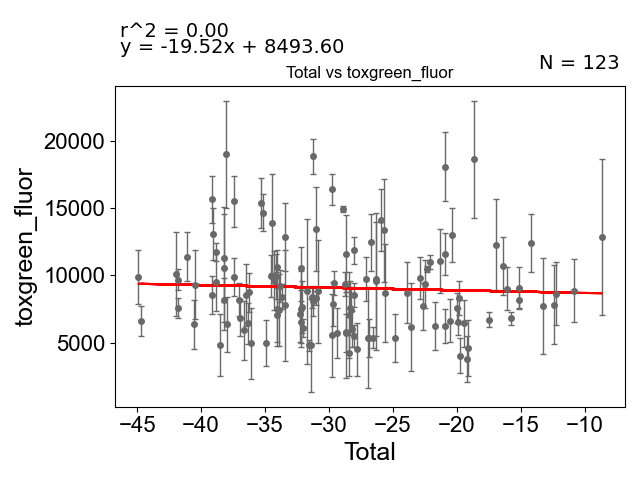 r^2 = 0.00
y = -19.52x + 8493.60
N = 123
Total vs toxgreen_fluor
20000
15000
10000
5000
toxgreen_fluor
−45 −40 −35 −30 −25 −20 −15 −10
Total